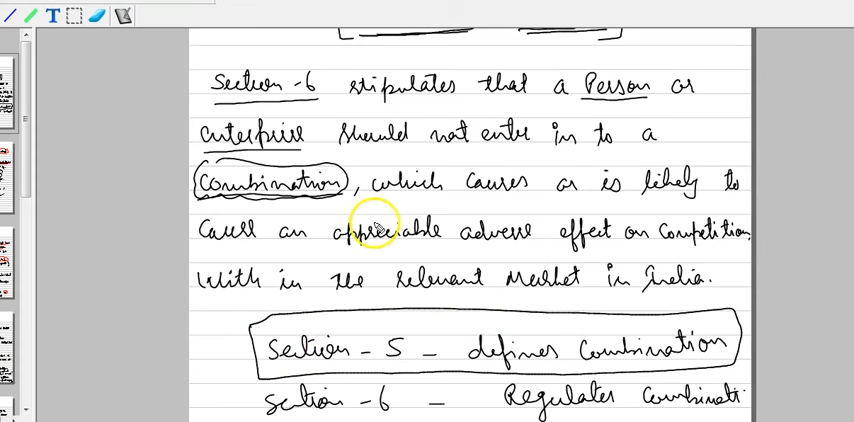 T
Section-6 stipulates that a Person or
enterprise should not enter in to a
Combination, which causes or is likely to
cause an appreciable adverse effect on Competition
with in the relevant Market in India.
Section - 5 - defines Combination
Section - 6 - Regulates Combinati